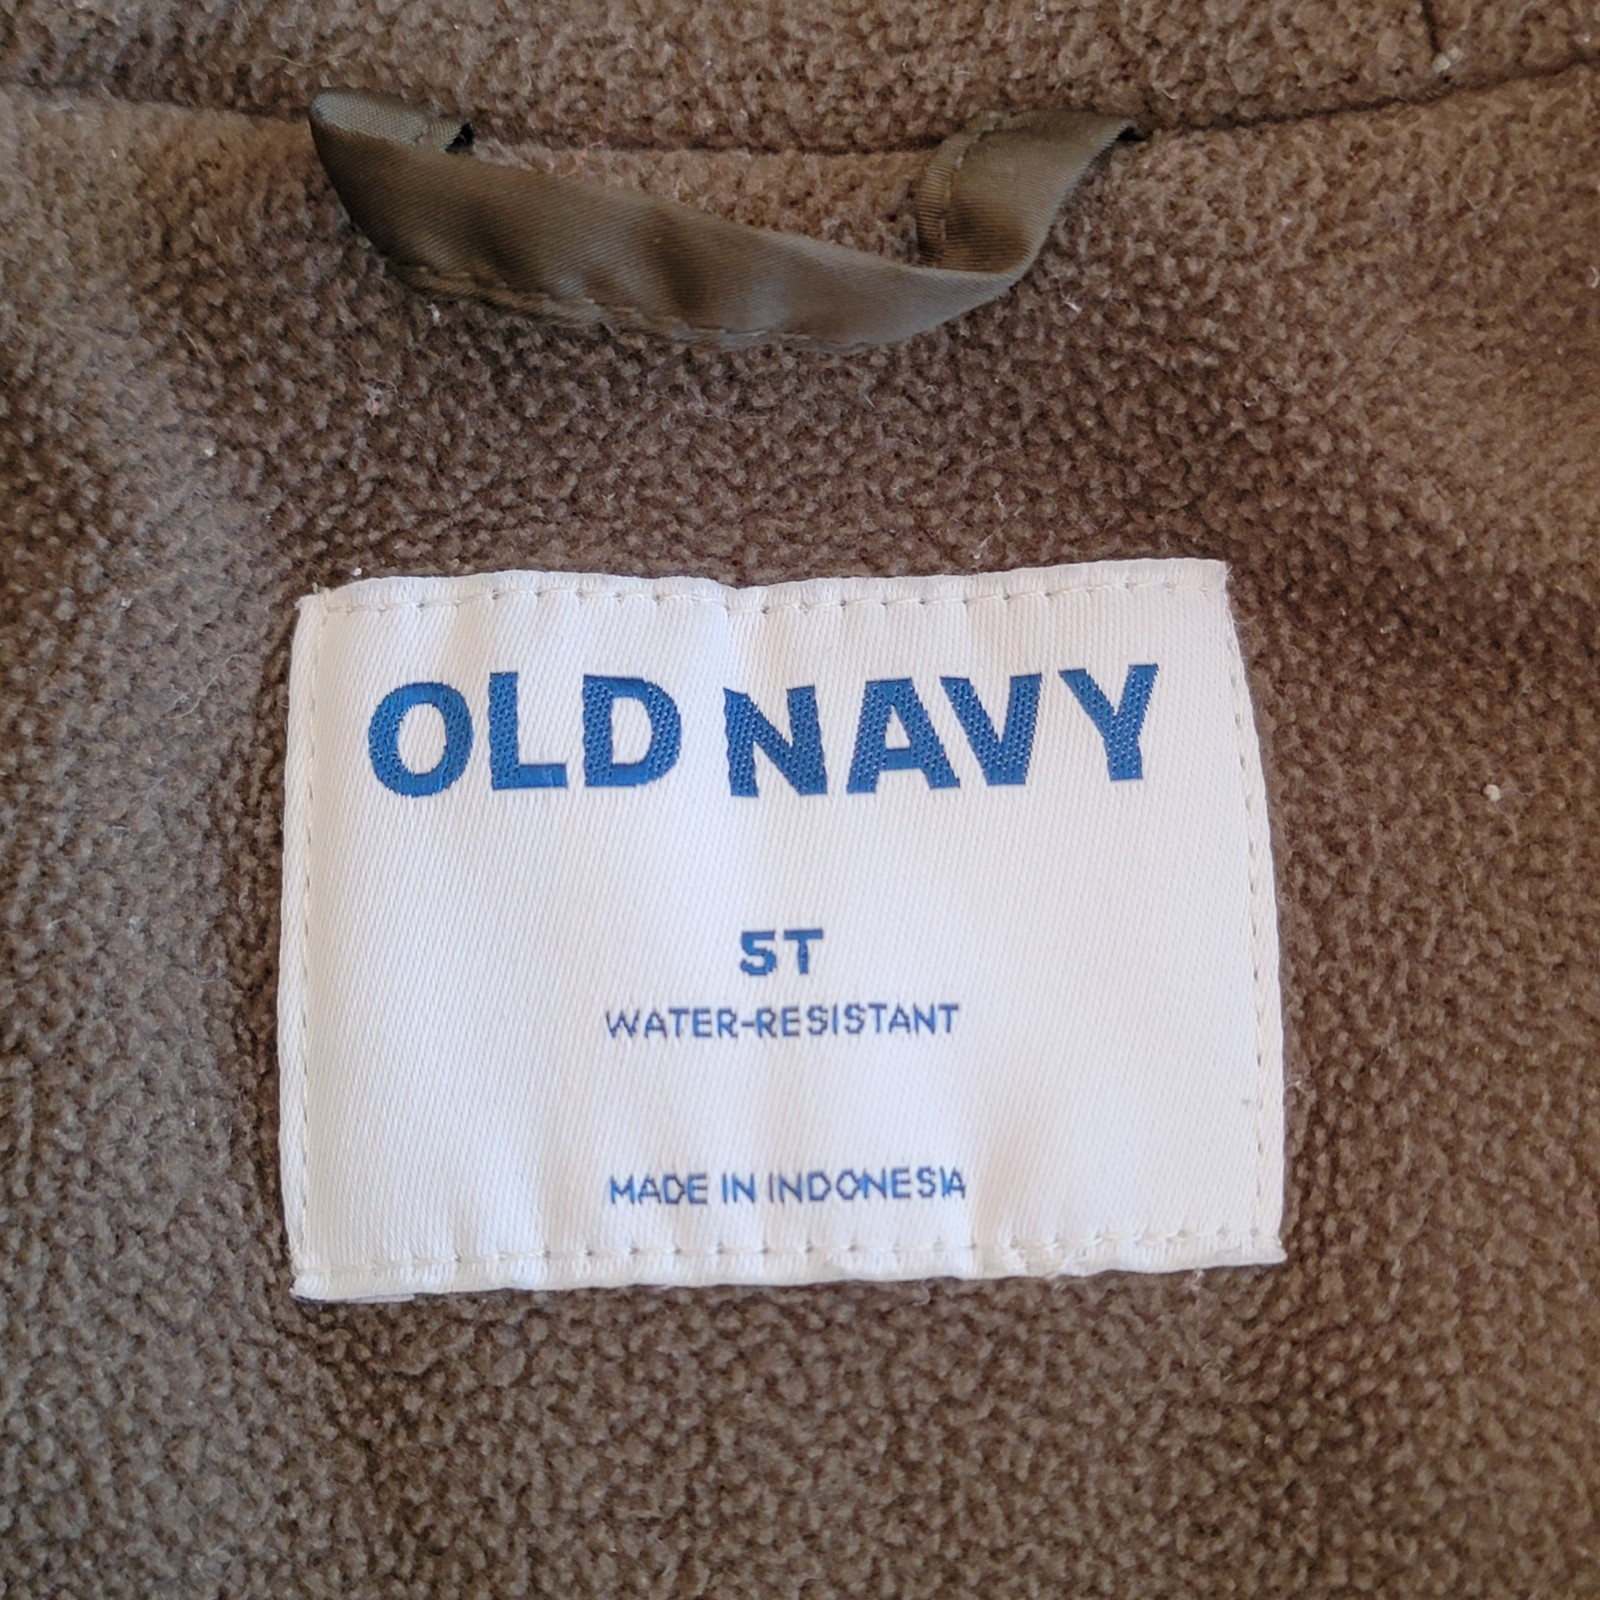 OLD NAVY
5T
WATER-RESISTANT
MADE IN INDONESIA